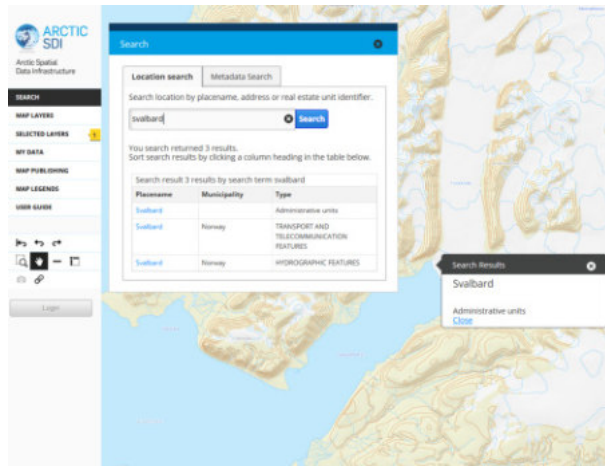 ARCTIC
SDI
Arctic Spatial
Data Infrastructure
SEARCH
MAP LAYERS
SELECTED LAYERS
MY DATA
MAP PUBLISHING
MAP LEGENDS
USER GUIDE
Login
Search
Location search
Metadata Search
Search location by placename, address or real estate unit identifier.
svalbard
Search
You search returned 3 results.
Sort search results by clicking a column heading in the table below.
Search result 3 results by search term svalbard
Placename Municipality Type
Svalbard Administrative units
Svalbard Norway TRANSPORT AND
TELECOMMUNICATION
FEATURES
Svalbard Norway HYDROGRAPHIC FEATURES
Search Results
Svalbard
Administrative units
Close